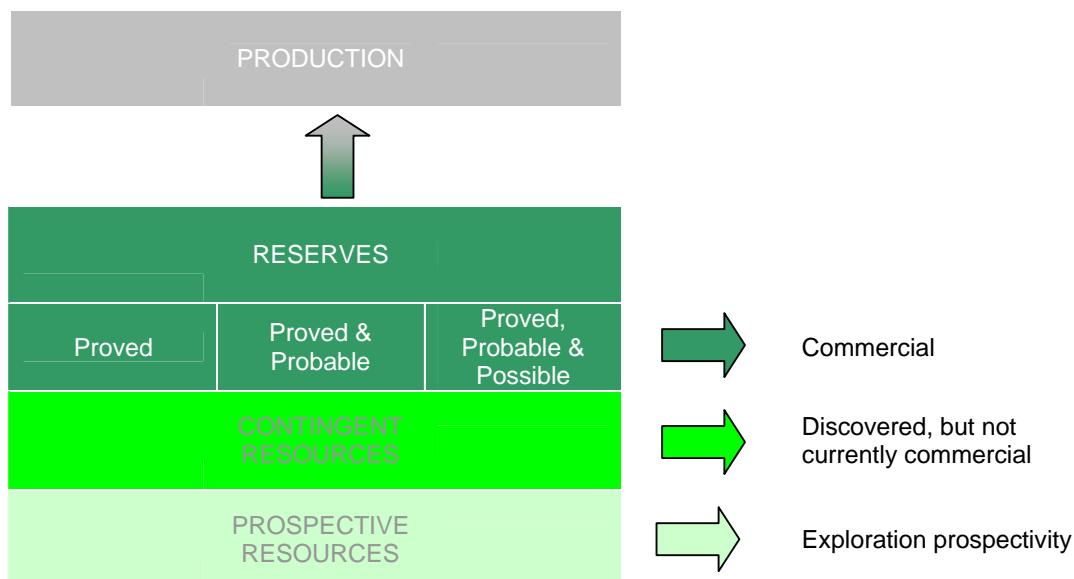 PRODUCTION
RESERVES
Proved
Proved &
Probable
Proved,
Probable &
Possible
Commercial
CONTINGENT
RESOURCES
Discovered, but not
currently commercial
PROSPECTIVE
RESOURCES
Exploration prospectivity